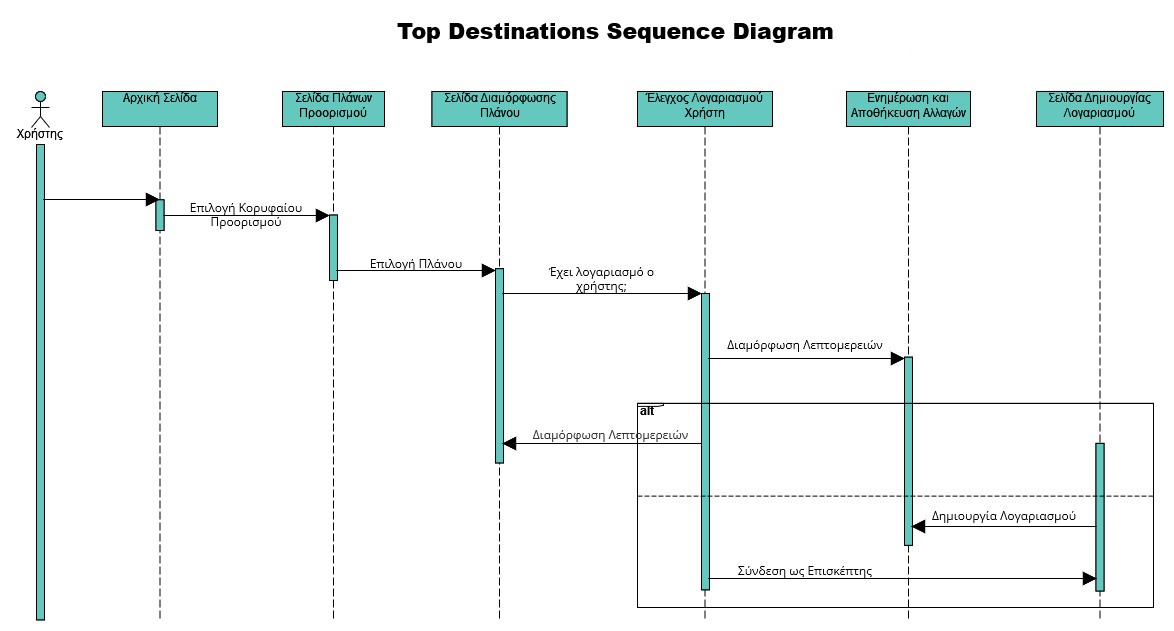 Top Destinations Sequence Diagram
Χρήστης
Αρχική Σελίδα
Σελίδα Πλάνων
Προορισμού
Σελίδα Διαμόρφωσης
Πλάνου
Έλεγχος Λογαριασμού
Χρήστη
Ενημέρωση και
Αποθήκευση Αλλαγών
Σελίδα Δημιουργίας
Λογαριασμού
Επιλογή Κορυφαίου
Προορισμού
Επιλογή Πλάνου
Έχει λογαριασμό ο
χρήστης;
Διαμόρφωση Λεπτομερειών
alt
Διαμόρφωση Λεπτομερειών
Δημιουργία Λογαριασμού
Σύνδεση ως Επισκέπτης